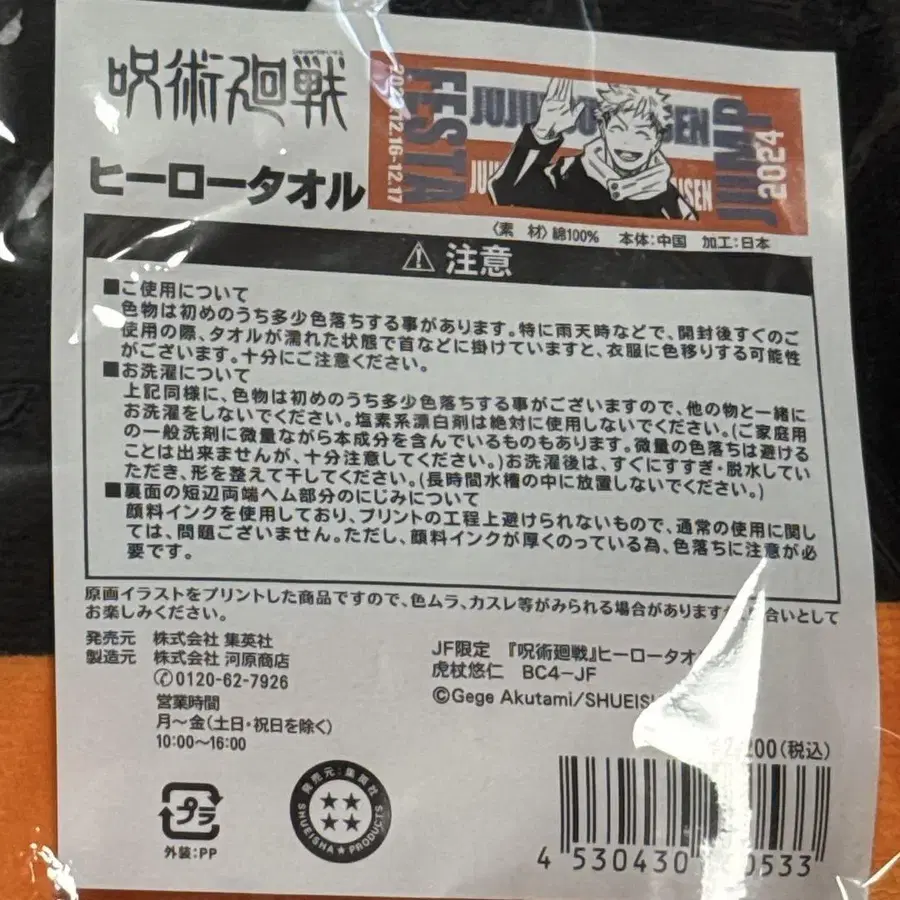 呪術廻戦
ヒーロータオル
2023.12.16-12.17
FESTA
JUJU
SEN
JUMP
2024
〈素 材〉綿100% 本体:中国 加工:日本
注意
■ご使用について
色物は初めのうち多少色落ちする事があります。特に雨天時などで、開封後すぐのご
使用の際、タオルが濡れた状態で首などに掛けていますと、衣服に色移りする可能性
がございます。十分にご注意ください。
■お洗濯について
上記同様に、色物は初めのうち多少色落ちする事がございますので、他の物と一緒に
お洗濯をしないでください。塩素系漂白剤は絶対に使用しないでください。(ご家庭用
の一般洗剤に微量ながら本成分を含んでいるものもあります。微量の色落ちは避ける
ことは出来ませんが、十分注意してください。)お洗濯後は、すぐにすすぎ・脱水してい
ただき、形を整えて干してください。(長時間水槽の中に放置しないでください。)
■裏面の短辺両端ヘム部分のにじみについて
顔料インクを使用しており、プリントの工程上避けられないもので、通常の使用に関し
ては、問題ございません。ただし、顔料インクが厚くのっている為、色落ちに注意が必
要です。
原画イラストをプリントした商品ですので、色ムラ、カスレ等がみられる場合があります 合いとして
お楽しみください。
発売元 株式会社 集英社
製造元 株式会社 河原商店
0120-62-7926
営業時間
月〜金(土日・祝日を除く)
10:00〜16:00
JF限定 『呪術廻戦』ヒーロータオ
虎杖悠仁 BC4-JF
©Gege Akutami/SHUEIS
200(税込)
プラ
外装:PP
発売元:集英社
SHUEISHA★PRODUCTS
4 530430 0533